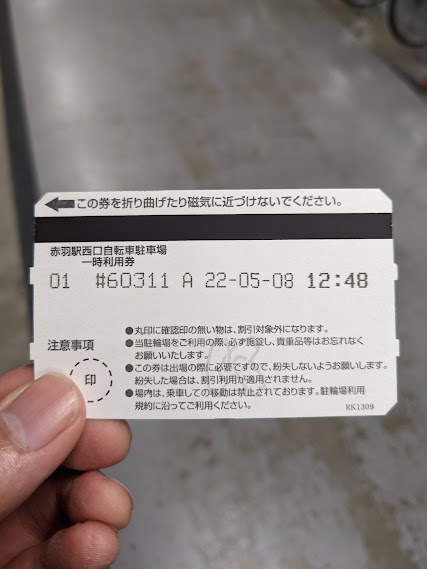 この券を折り曲げたり磁気に近づけないでください。
赤羽駅西口自転車駐車場
一時利用券
01 #60311 A 22-05-08 12:48
●丸印に確認印の無い物は、割引対象外になります。
●当駐輪場をご利用の際、必ず施錠し、貴重品等はお忘れなく
お願いいたします。
●この券は出場の際に必要ですので、紛失しないようお願いします。
紛失した場合は、割引利用が適用されません。
●場内は、乗車しての移動は禁止されております。駐輪場利用
規約に沿ってご利用ください。
注意事項
印
RK1309